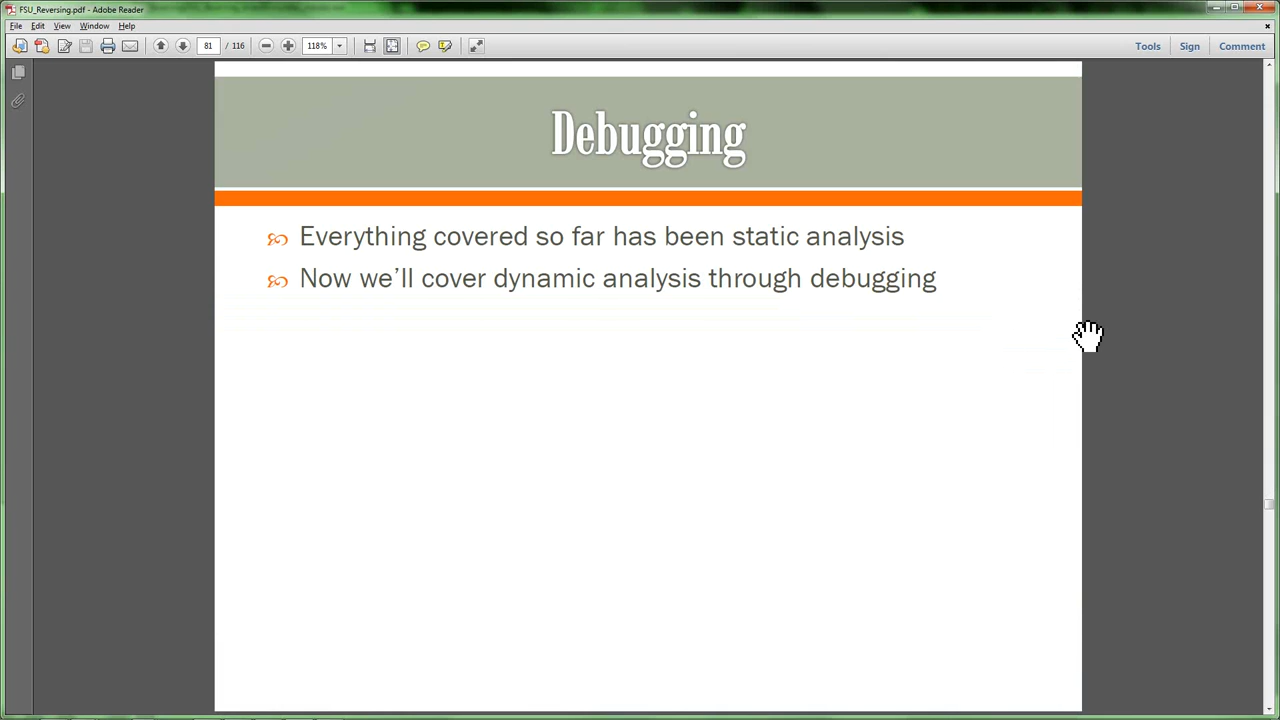 FSU_Reversing.pdf - Adobe Reader
File Edit View Window Help
81 / 116 118% Tools Sign Comment
Debugging
Everything covered so far has been static analysis
Now we’ll cover dynamic analysis through debugging